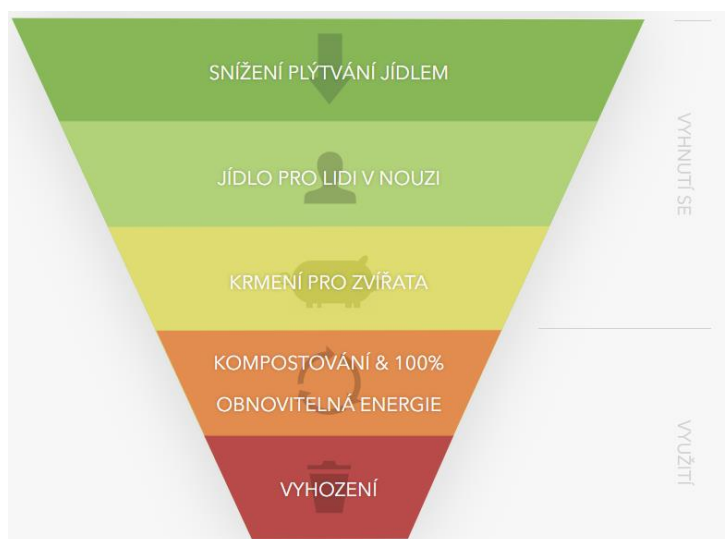 SNÍŽENÍ PLÝTVÁNÍ JÍDLEM
JÍDLO PRO LIDI V NOUZI
KRMENÍ PRO ZVÍŘATA
KOMPOSTOVÁNÍ & 100%
OBNOVITELNÁ ENERGIE
VYHOZENÍ
VYHNUTÍ SE
VYUŽITÍ